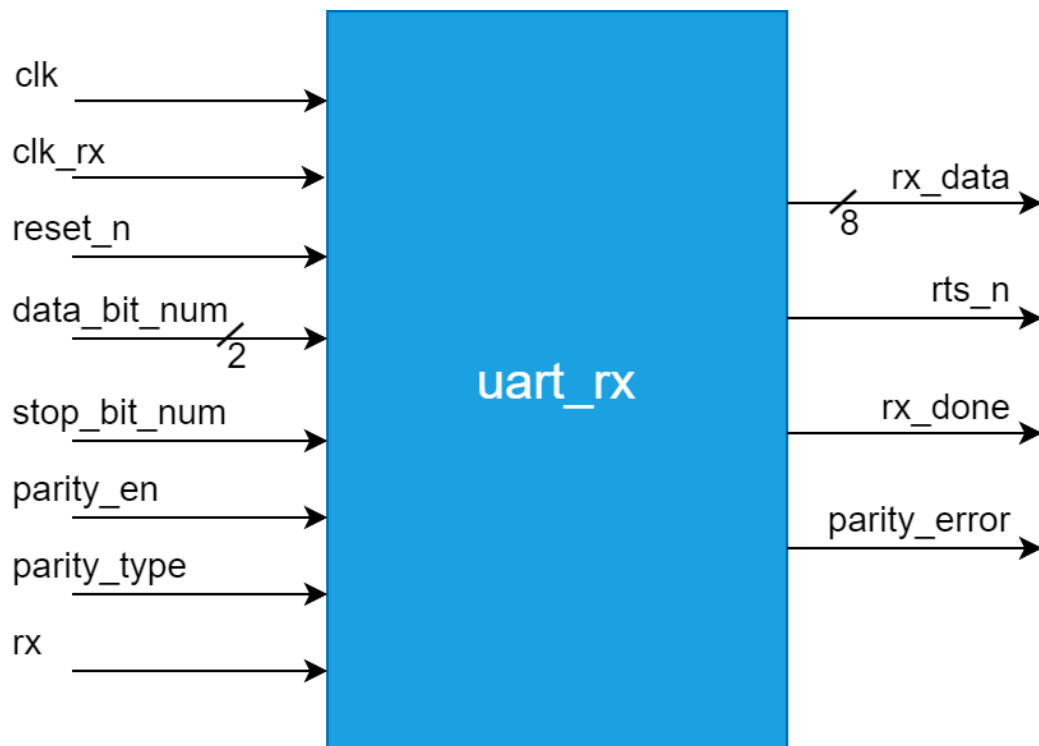 clk
clk_rx
reset_n
data_bit_num
2
stop_bit_num
parity_en
parity_type
rx
uart_rx
rx_data
8
rts_n
rx_done
parity_error